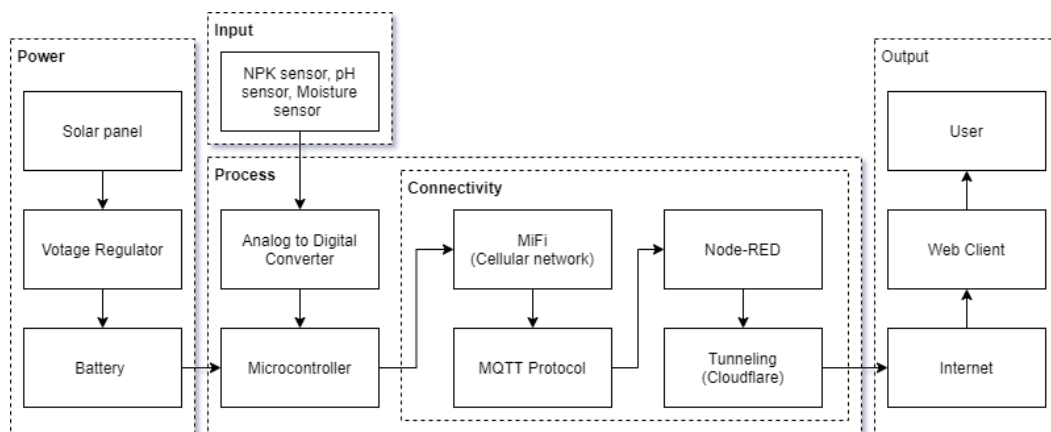 Power
Solar panel
Votage Regulator
Battery
Input
NPK sensor, pH
sensor, Moisture
sensor
Process
Analog to Digital
Converter
Microcontroller
Connectivity
MiFi
(Cellular network)
MQTT Protocol
Node-RED
Tunneling
(Cloudflare)
Output
User
Web Client
Internet